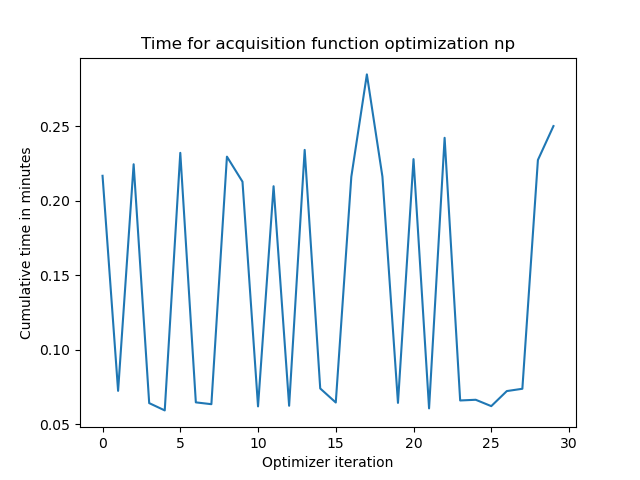 Time for acquisition function optimization np
Cumulative time in minutes
0.25
0.20
0.15
0.10
0.05
0 5 10 15 20 25 30
Optimizer iteration